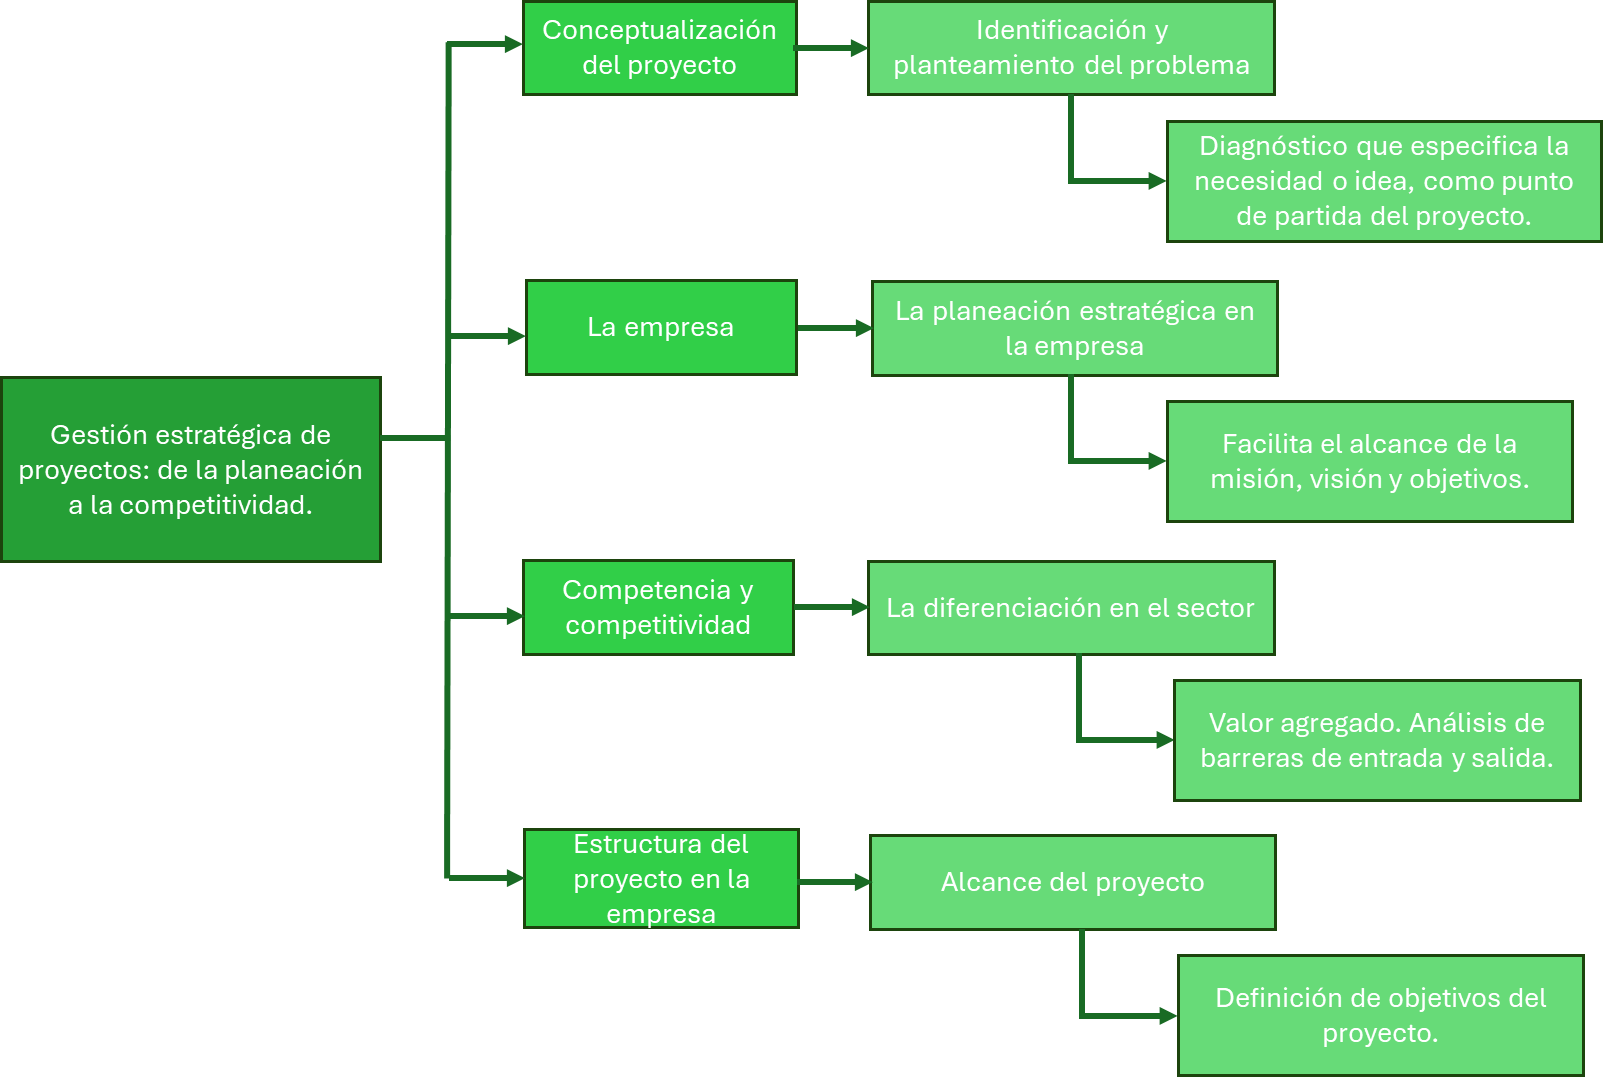 Conceptualización
del proyecto
Identificación y
planteamiento del problema
Diagnóstico que especifica la
necesidad o idea, como punto
de partida del proyecto.
La empresa
La planeación estratégica en
la empresa
Facilita el alcance de la
misión, visión y objetivos.
Gestión estratégica de
proyectos: de la planeación
a la competitividad.
Competencia y
competitividad
La diferenciación en el sector
Valor agregado. Análisis de
barreras de entrada y salida.
Estructura del
proyecto en la
empresa
Alcance del proyecto
Definición de objetivos del
proyecto.